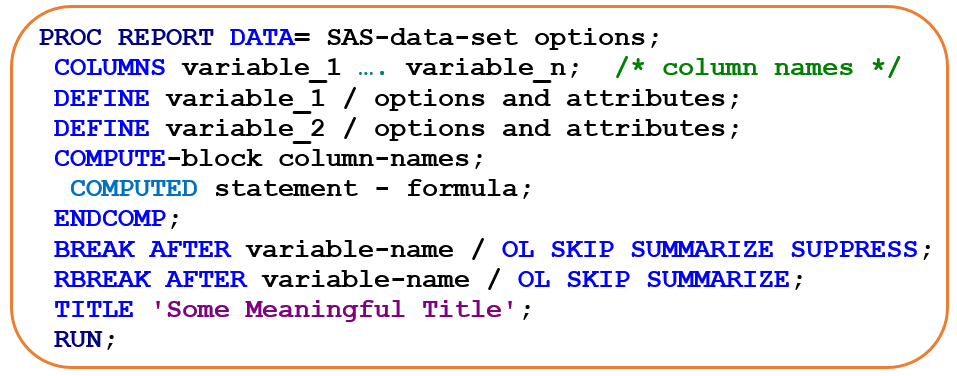 PROC REPORT DATA= SAS-data-set options;
COLUMNS variable_1 …. variable_n;  /* column names */
DEFINE variable_1 / options and attributes;
DEFINE variable_2 / options and attributes;
COMPUTE-block column-names;
COMPUTED statement - formula;
ENDCOMP;
BREAK AFTER variable-name / OL SKIP SUMMARIZE SUPPRESS;
RBREAK AFTER variable-name / OL SKIP SUMMARIZE;
TITLE 'Some Meaningful Title';
RUN;